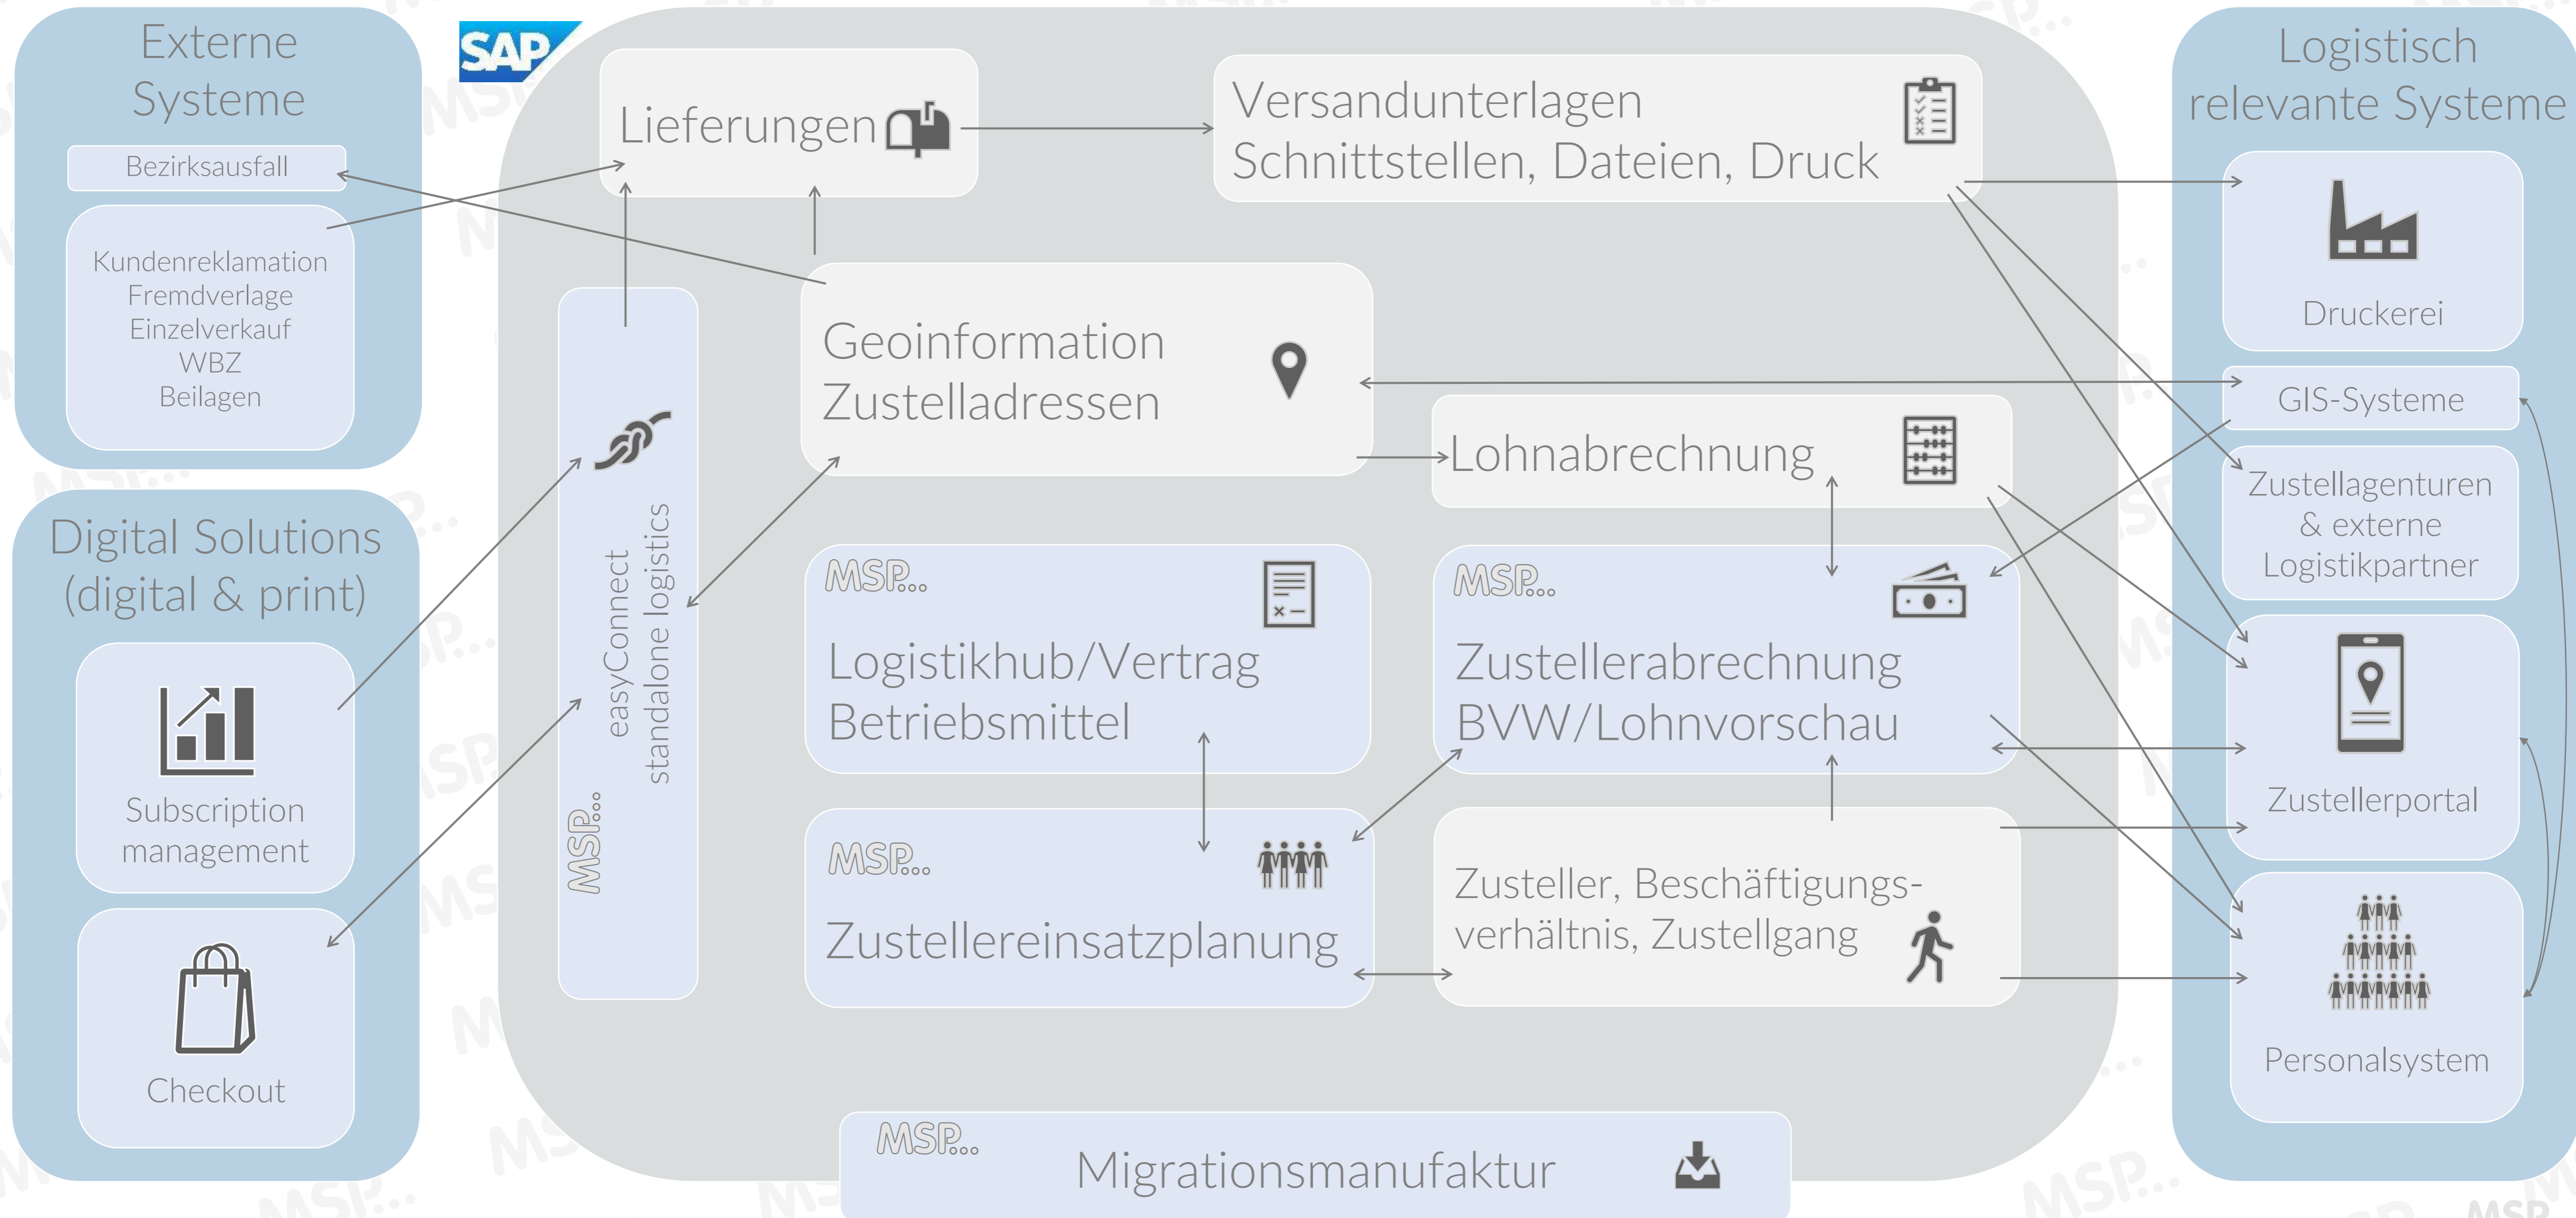 Externe
Systeme
Bezirksausfall
Kundenreklamation
Fremdverlage
Einzelverkauf
WBZ
Beilagen
Digital Solutions
(digital & print)
Subscription
management
Checkout
SAP
Lieferungen
Versandunterlagen
Schnittstellen, Dateien, Druck
easyConnect
standalone logistics
MSP...
Geoinformation
Zustelladressen
Lohnabrechnung
MSP...
Logistikhub/Vertrag
Betriebsmittel
MSP...
Zustellerabrechnung
BVW/Lohnvorschau
MSP...
Zustellereinsatzplanung
Zusteller, Beschäftigungs-
verhältnis, Zustellgang
MSP...
Migrationsmanufaktur
Logistisch
relevante Systeme
Druckerei
GIS-Systeme
Zustellagenturen
& externe
Logistikpartner
Zustellerportal
Personalsystem